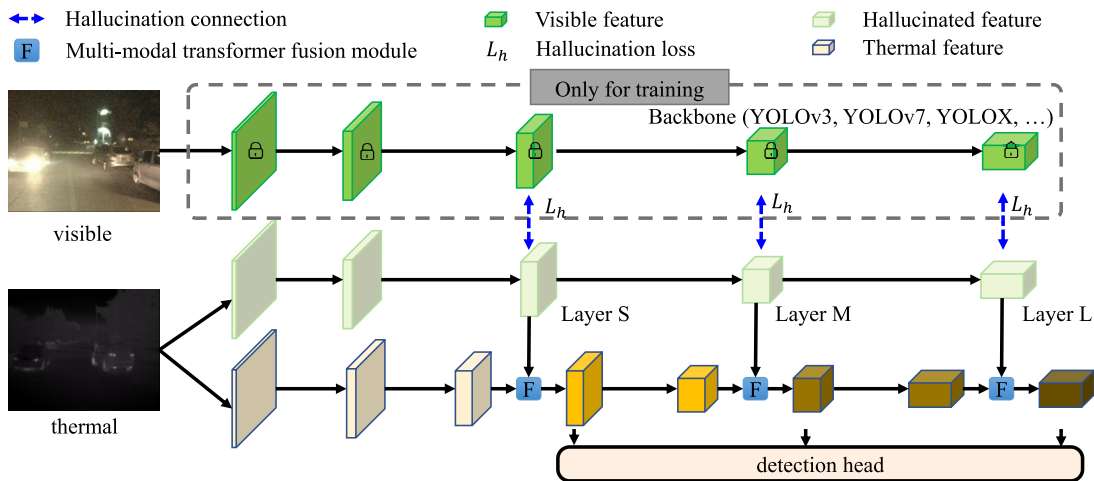 Hallucination connection
Visible feature
Hallucinated feature
F Multi-modal transformer fusion module
L_h Hallucination loss
Thermal feature
Only for training
Backbone (YOLOv3, YOLOv7, YOLOX, …)
visible
L_h
L_h
L_h
Layer S
Layer M
Layer L
thermal
F
F
F
detection head